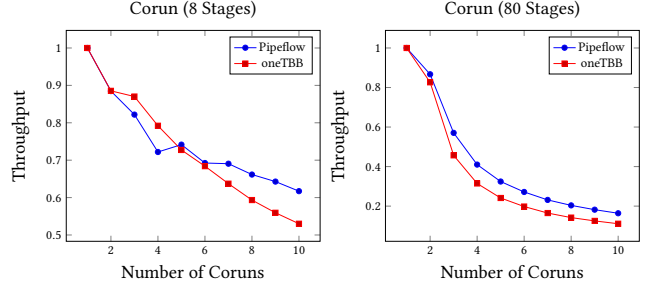 Corun (8 Stages)
Throughput
1
0.9
0.8
0.7
0.6
0.5
Pipeflow
oneTBB
2
4
6
8
10
Number of Coruns
Corun (80 Stages)
Throughput
1
0.8
0.6
0.4
0.2
Pipeflow
oneTBB
2
4
6
8
10
Number of Coruns